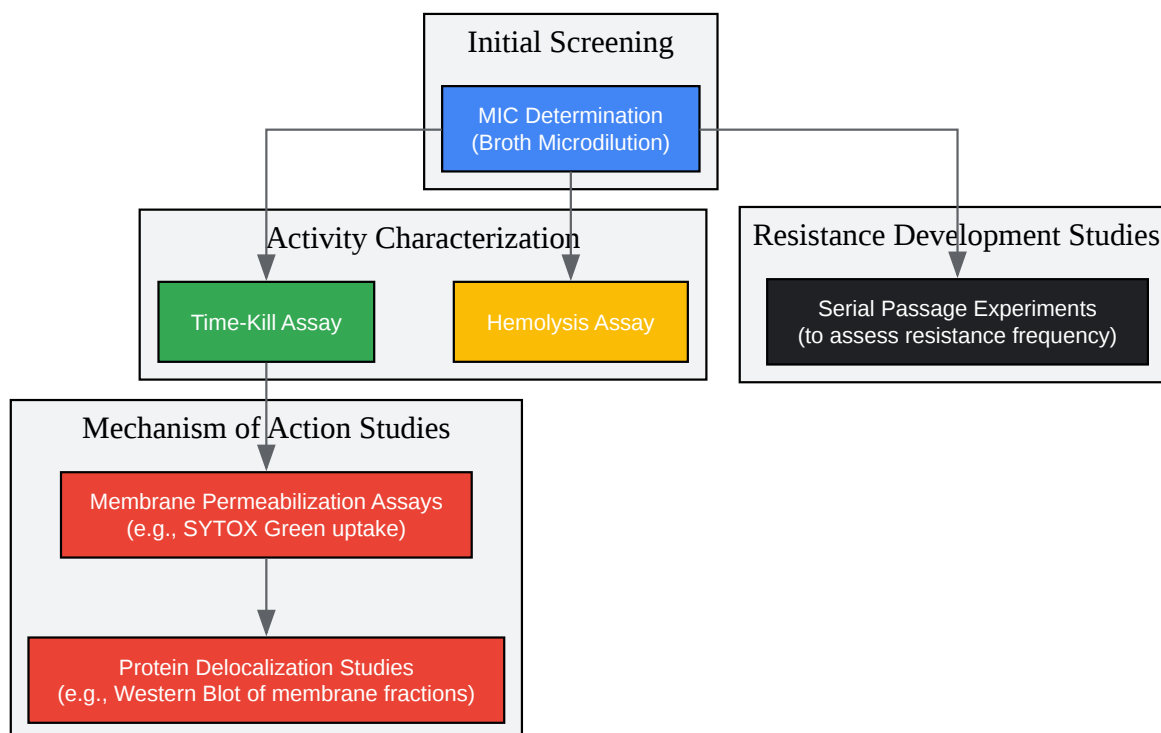 Initial Screening
MIC Determination
(Broth Microdilution)
Activity Characterization
Time-Kill Assay
Hemolysis Assay
Resistance Development Studies
Serial Passage Experiments
(to assess resistance frequency)
Mechanism of Action Studies
Membrane Permeabilization Assays
(e.g., SYTOX Green uptake)
Protein Delocalization Studies
(e.g., Western Blot of membrane fractions)